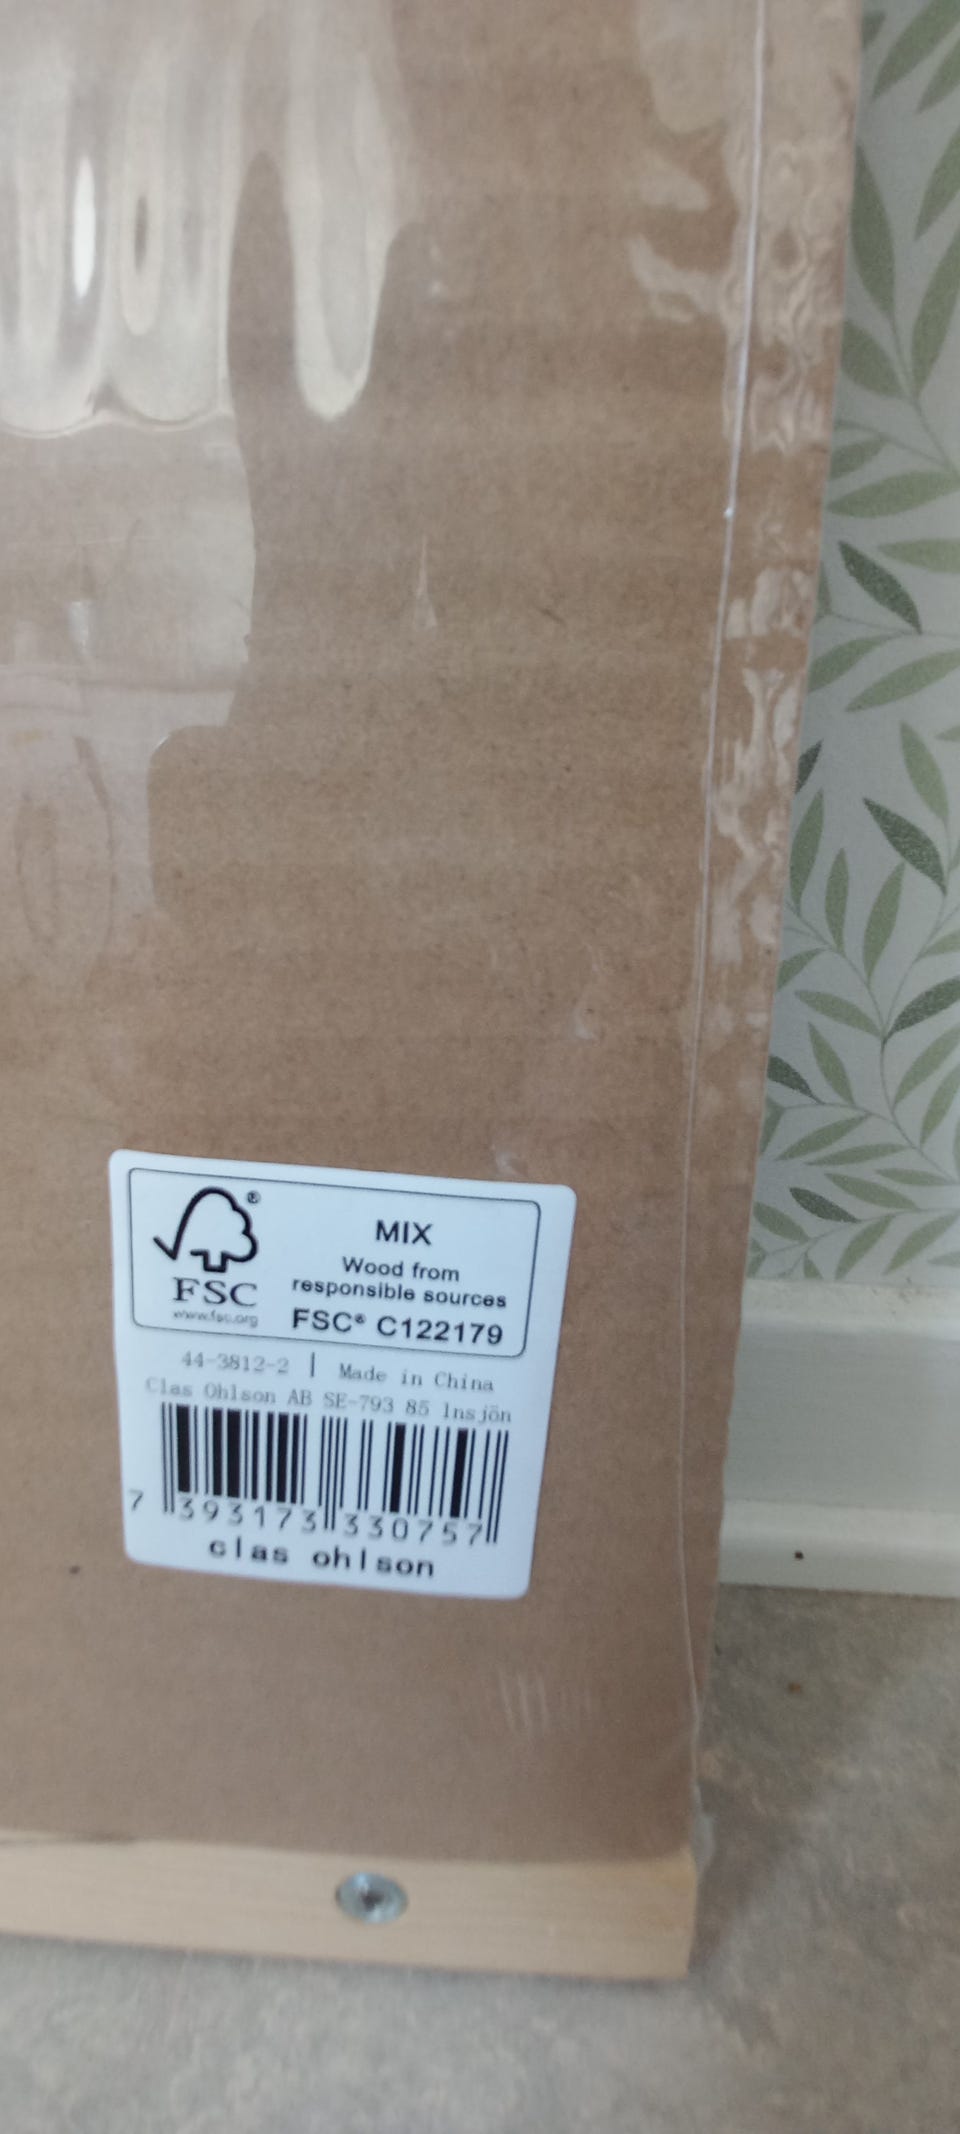 ®
FSC
www.fsc.org
MIX
Wood from
responsible sources
FSC® C122179
44-3812-2 | Made in China
Clas Ohlson AB SE-793 85 Insjön
7 393173 330757
clas ohlson